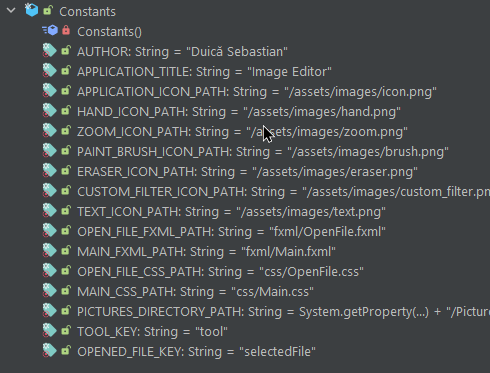 Constants
Constants()
AUTHOR: String = "Duică Sebastian"
APPLICATION_TITLE: String = "Image Editor"
APPLICATION_ICON_PATH: String = "/assets/images/icon.png"
HAND_ICON_PATH: String = "/assets/images/hand.png"
ZOOM_ICON_PATH: String = "/assets/images/zoom.png"
PAINT_BRUSH_ICON_PATH: String = "/assets/images/brush.png"
ERASER_ICON_PATH: String = "/assets/images/eraser.png"
CUSTOM_FILTER_ICON_PATH: String = "/assets/images/custom_filter.pn
TEXT_ICON_PATH: String = "/assets/images/text.png"
OPEN_FILE_FXML_PATH: String = "fxml/OpenFile.fxml"
MAIN_FXML_PATH: String = "fxml/Main.fxml"
OPEN_FILE_CSS_PATH: String = "css/OpenFile.css"
MAIN_CSS_PATH: String = "css/Main.css"
PICTURES_DIRECTORY_PATH: String = System.getProperty(...) + "/Picture
TOOL_KEY: String = "tool"
OPENED_FILE_KEY: String = "selectedFile"